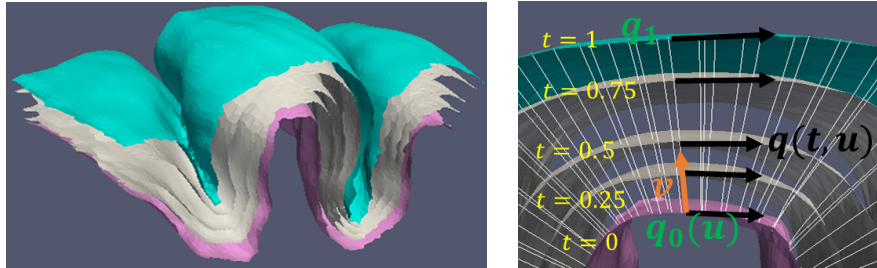 t = 1
q₁
t = 0.75
t = 0.5
q(t, u)
v
t = 0.25
q₀(u)
t = 0